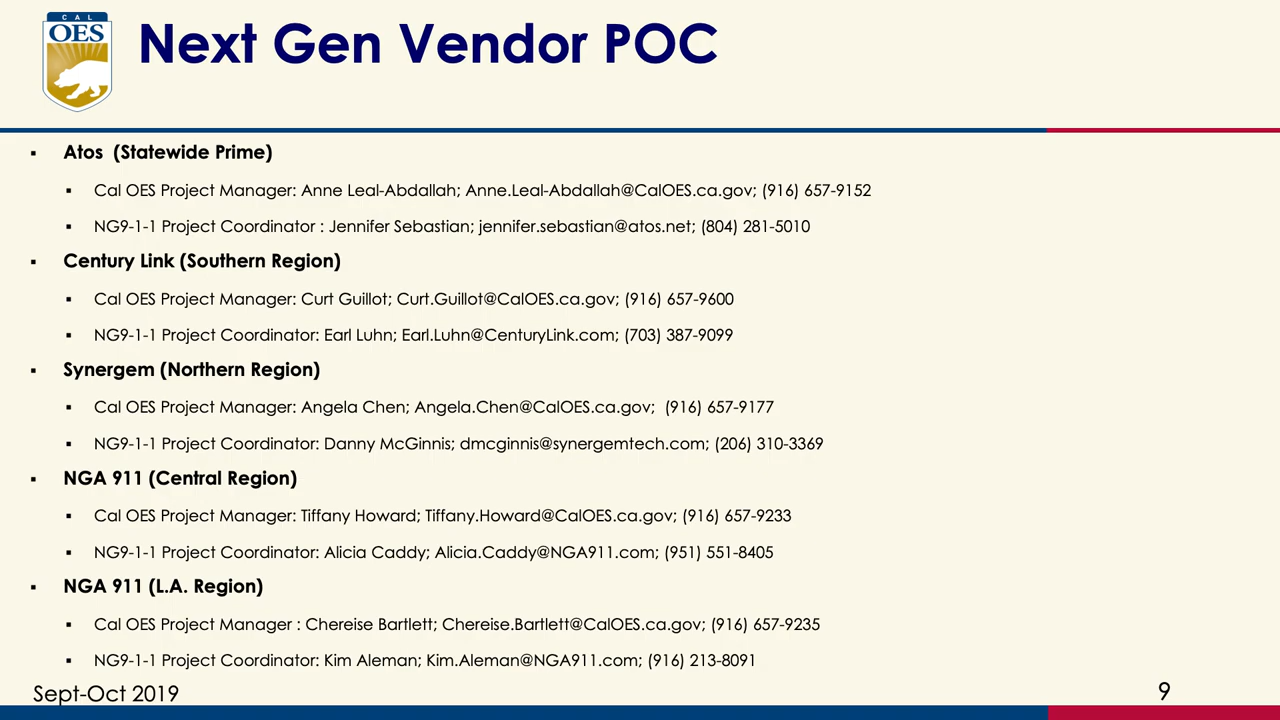 CAL
OES
Next Gen Vendor POC
▪ Atos (Statewide Prime)
▪ Cal OES Project Manager: Anne Leal-Abdallah; Anne.Leal-Abdallah@CalOES.ca.gov; (916) 657-9152
▪ NG9-1-1 Project Coordinator : Jennifer Sebastian; jennifer.sebastian@atos.net; (804) 281-5010
▪ Century Link (Southern Region)
▪ Cal OES Project Manager: Curt Guillot; Curt.Guillot@CalOES.ca.gov; (916) 657-9600
▪ NG9-1-1 Project Coordinator: Earl Luhn; Earl.Luhn@CenturyLink.com; (703) 387-9099
▪ Synergem (Northern Region)
▪ Cal OES Project Manager: Angela Chen; Angela.Chen@CalOES.ca.gov; (916) 657-9177
▪ NG9-1-1 Project Coordinator: Danny McGinnis; dmcginnis@synergemtech.com; (206) 310-3369
▪ NGA 911 (Central Region)
▪ Cal OES Project Manager: Tiffany Howard; Tiffany.Howard@CalOES.ca.gov; (916) 657-9233
▪ NG9-1-1 Project Coordinator: Alicia Caddy; Alicia.Caddy@NGA911.com; (951) 551-8405
▪ NGA 911 (L.A. Region)
▪ Cal OES Project Manager : Chereise Bartlett; Chereise.Bartlett@CalOES.ca.gov; (916) 657-9235
▪ NG9-1-1 Project Coordinator: Kim Aleman; Kim.Aleman@NGA911.com; (916) 213-8091
Sept-Oct 2019
9